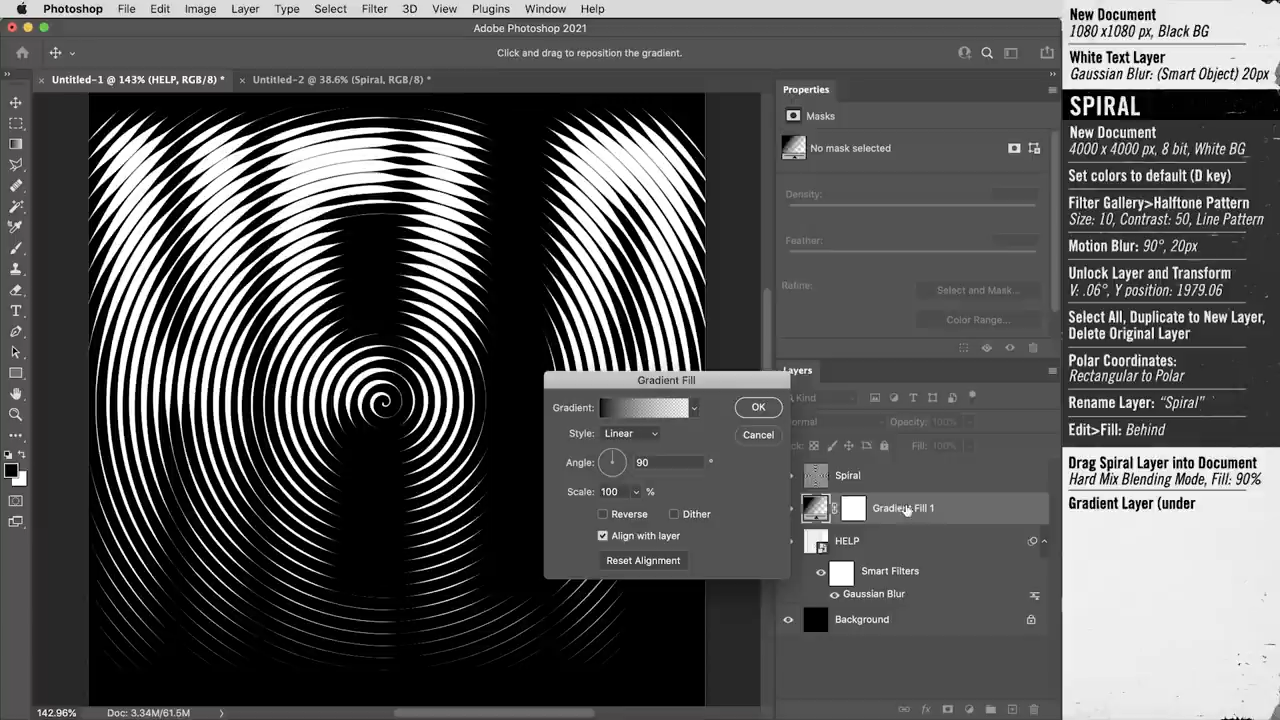 Photoshop File Edit Image Layer Type Select Filter 3D View Plugins Window Help
Adobe Photoshop 2021
Click and drag to reposition the gradient.
Untitled-1 @ 143% (HELP, RGB/8) *
Untitled-2 @ 38.6% (Spiral, RGB/8) *
Properties
Masks
No mask selected
Density:
Feather:
Refine:
Select and Mask...
Color Range...
Gradient Fill
Gradient:
OK
Style: Linear
Cancel
Angle: 90 °
Scale: 100 %
Reverse Dither
Align with layer
Reset Alignment
Layers
Kind
Opacity: 100%
Fill: 100%
Spiral
Gradient Fill 1
HELP
Smart Filters
Gaussian Blur
Background
142.96% Doc: 3.34M/61.5M
New Document
1080 x1080 px, Black BG
White Text Layer
Gaussian Blur: (Smart Object) 20px
SPIRAL
New Document
4000 x 4000 px, 8 bit, White BG
Set colors to default (D key)
Filter Gallery>Halftone Pattern
Size: 10, Contrast: 50, Line Pattern
Motion Blur: 90°, 20px
Unlock Layer and Transform
V: .06°, Y position: 1979.06
Select All, Duplicate to New Layer,
Delete Original Layer
Polar Coordinates:
Rectangular to Polar
Rename Layer: “Spiral”
Edit>Fill: Behind
Drag Spiral Layer into Document
Hard Mix Blending Mode, Fill: 90%
Gradient Layer (under